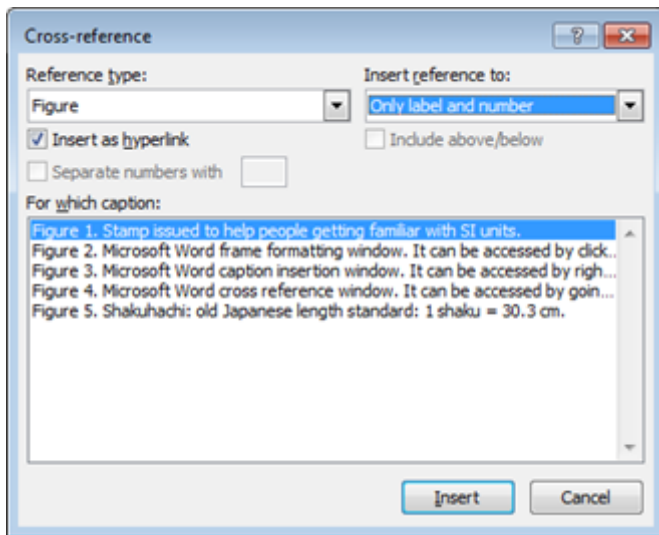 Cross-reference
Reference type:
Insert reference to:
Figure
Only label and number
Insert as hyperlink
Include above/below
Separate numbers with
For which caption:
Figure 1. Stamp issued to help people getting familiar with SI units.
Figure 2. Microsoft Word frame formatting window. It can be accessed by click...
Figure 3. Microsoft Word caption insertion window. It can be accessed by righ...
Figure 4. Microsoft Word cross reference window. It can be accessed by goin...
Figure 5. Shakuhachi: old Japanese length standard: 1 shaku = 30.3 cm.
Insert
Cancel